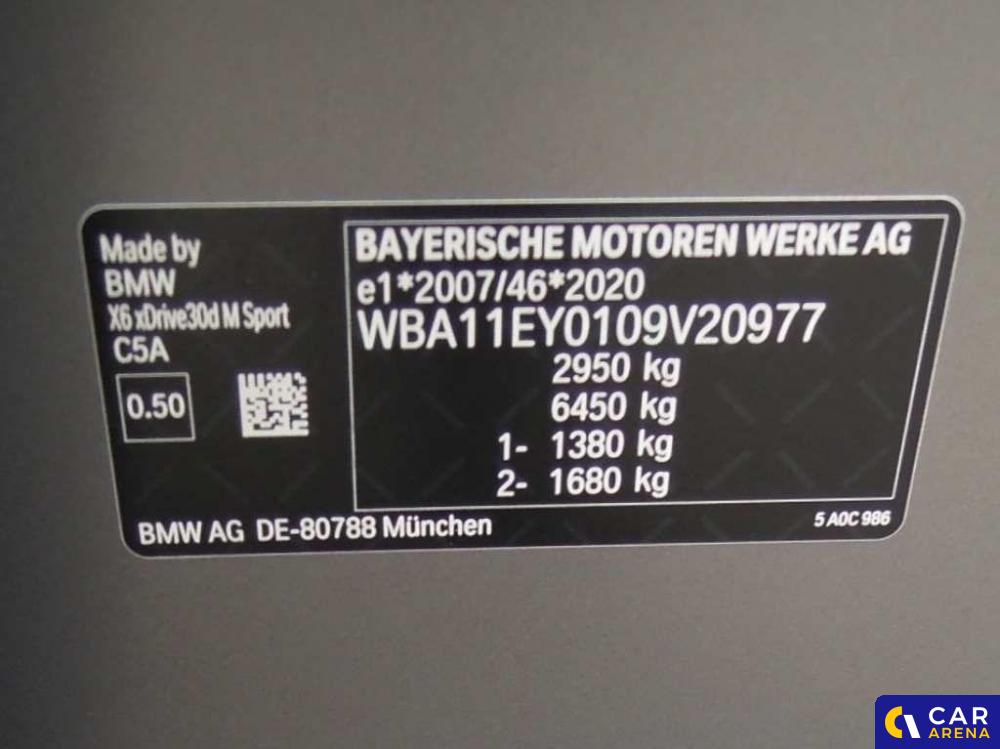 Made by
BMW
X6 xDrive30d M Sport
C5A
0.50
BAYERISCHE MOTOREN WERKE AG
e1*2007/46*2020
WBA11EY0109V20977
2950 kg
6450 kg
1- 1380 kg
2- 1680 kg
BMW AG DE-80788 München
5 A0C 986
CAR
ARENA